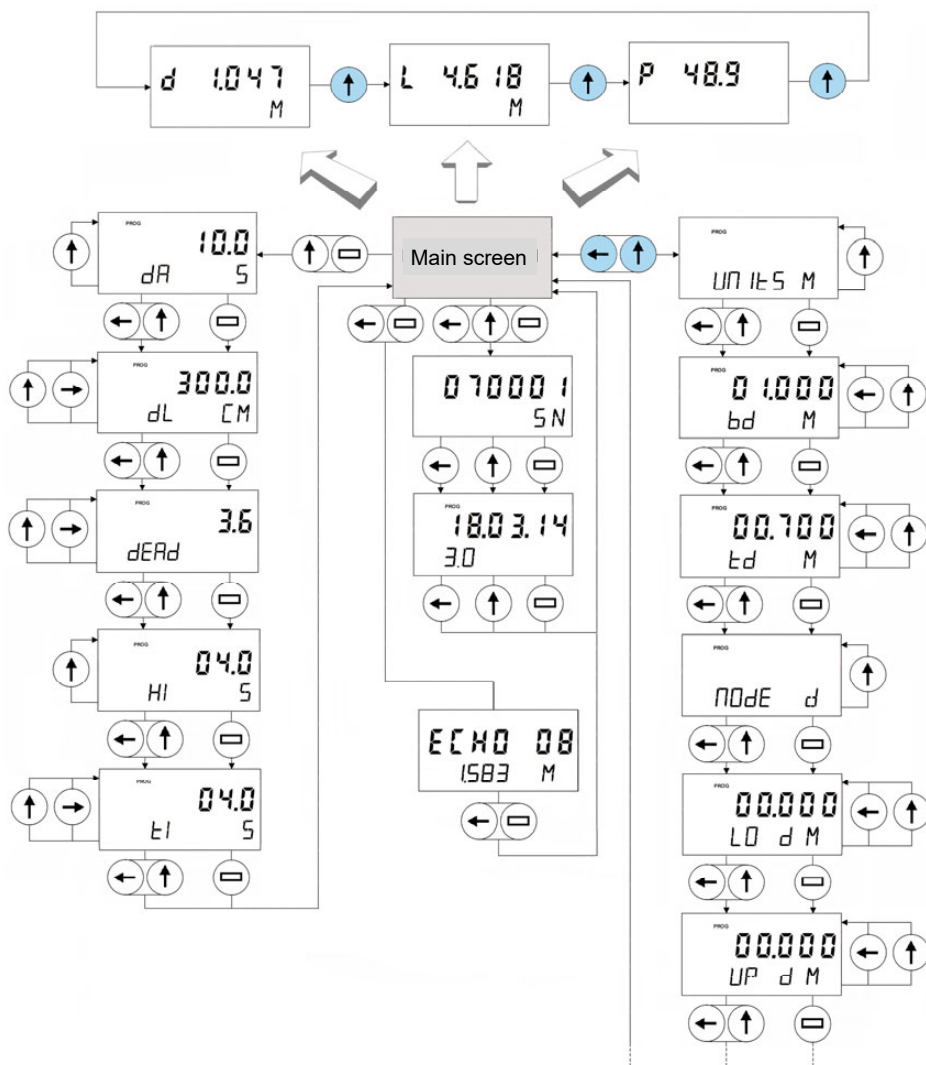 d 1.047
M
L 4.618
M
P 48.9
PROG
10.0
dA S
Main screen
PROG
UNItS M
PROG
300.0
dL CM
070001
SN
PROG
01.000
bd M
PROG
3.6
dEAd
PROG
18.03.14
3.0
PROG
00.700
td M
PROG
04.0
HI S
PROG
MOdE d
PROG
04.0
tI S
ECHO 08
1.583 M
PROG
00.000
LO d M
PROG
00.000
UP d M